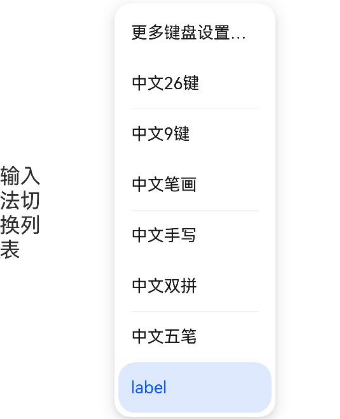 更多键盘设置...
中文26键
中文9键
中文笔画
输入
法切
换列
表
中文手写
中文双拼
中文五笔
label